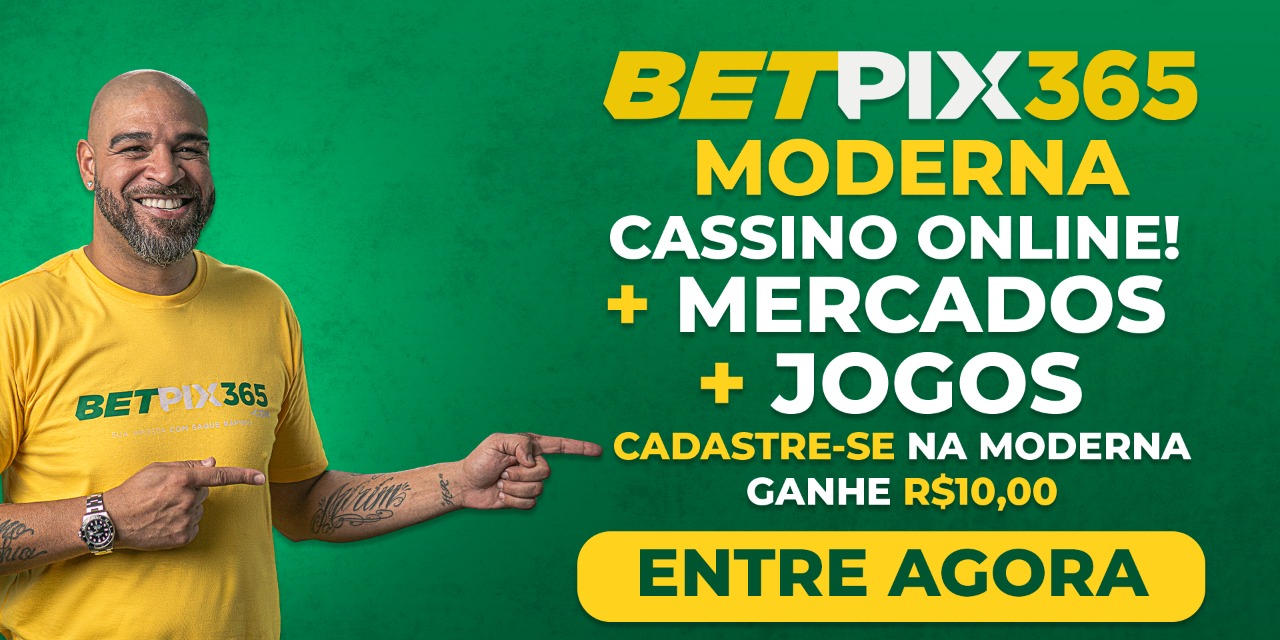 BETPIX365
MODERNA
CASSINO ONLINE!
+ MERCADOS
+ JOGOS
CADASTRE-SE NA MODERNA
GANHE R$10,00
ENTRE AGORA
BETPIX365